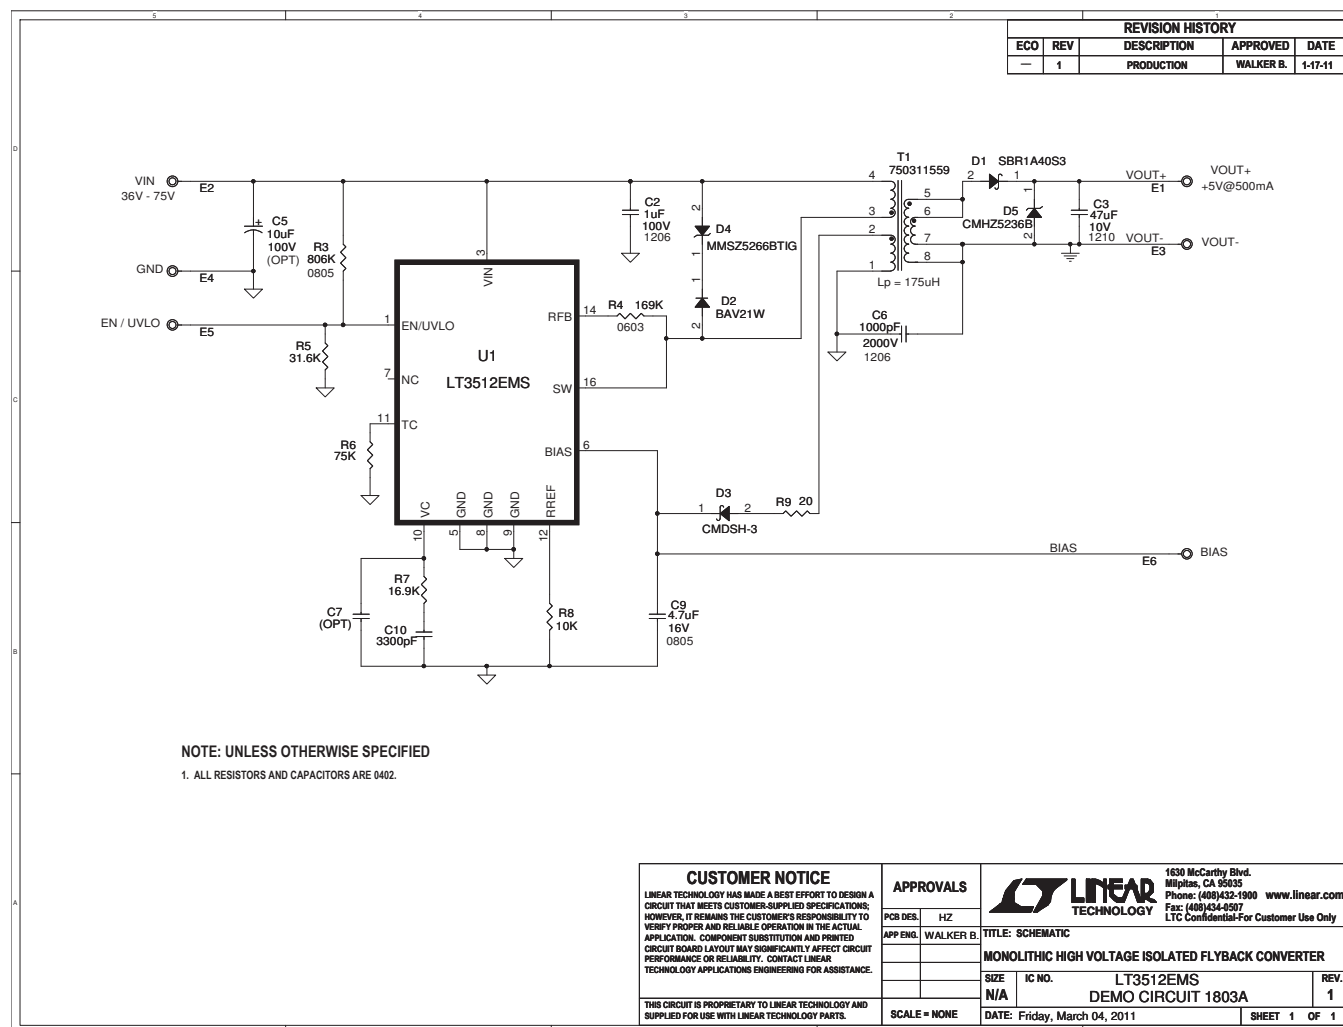 5 4 3 2 1
REVISION HISTORY
ECO REV DESCRIPTION APPROVED DATE
— 1 PRODUCTION WALKER B. 1-17-11
D
C
B
A
VIN
36V - 75V
E2
GND
E4
EN / UVLO
E5
+
C5
10uF
100V
(OPT)
R3
806K
0805
R5
31.6K
R6
75K
3
VIN
1
EN/UVLO
7
NC
11
TC
U1
LT3512EMS
RFB
14
SW
16
BIAS
6
VC
GND
GND
GND
RREF
10
5
8
9
12
R4 169K
0603
C2
1uF
100V
1206
2
D4
MMSZ5266BTIG
1
1
D2
BAV21W
2
T1
750311559
4
3
2
1
5
6
7
8
Lp = 175uH
D1 SBR1A40S3
2 1
1
D5
CMHZ5236B
2
C3
47uF
10V
1210
VOUT+
E1
VOUT+
+5V@500mA
VOUT-
E3
VOUT-
C6
1000pF
2000V
1206
D3
1 2
CMDSH-3
R9 20
BIAS
E6
BIAS
C7
(OPT)
R7
16.9K
C10
3300pF
R8
10K
C9
4.7uF
16V
0805
NOTE: UNLESS OTHERWISE SPECIFIED
1. ALL RESISTORS AND CAPACITORS ARE 0402.
CUSTOMER NOTICE
LINEAR TECHNOLOGY HAS MADE A BEST EFFORT TO DESIGN A
CIRCUIT THAT MEETS CUSTOMER-SUPPLIED SPECIFICATIONS;
HOWEVER, IT REMAINS THE CUSTOMER'S RESPONSIBILITY TO
VERIFY PROPER AND RELIABLE OPERATION IN THE ACTUAL
APPLICATION. COMPONENT SUBSTITUTION AND PRINTED
CIRCUIT BOARD LAYOUT MAY SIGNIFICANTLY AFFECT CIRCUIT
PERFORMANCE OR RELIABILITY. CONTACT LINEAR
TECHNOLOGY APPLICATIONS ENGINEERING FOR ASSISTANCE.
THIS CIRCUIT IS PROPRIETARY TO LINEAR TECHNOLOGY AND
SUPPLIED FOR USE WITH LINEAR TECHNOLOGY PARTS.
APPROVALS
PCB DES. HZ
APP ENG. WALKER B.
SCALE = NONE
LINEAR
TECHNOLOGY
1630 McCarthy Blvd.
Milpitas, CA 95035
Phone: (408)432-1900 www.linear.com
Fax: (408)434-0507
LTC Confidential-For Customer Use Only
TITLE: SCHEMATIC
MONOLITHIC HIGH VOLTAGE ISOLATED FLYBACK CONVERTER
SIZE
N/A
IC NO.
LT3512EMS
DEMO CIRCUIT 1803A
REV.
1
DATE: Friday, March 04, 2011
SHEET 1 OF 1